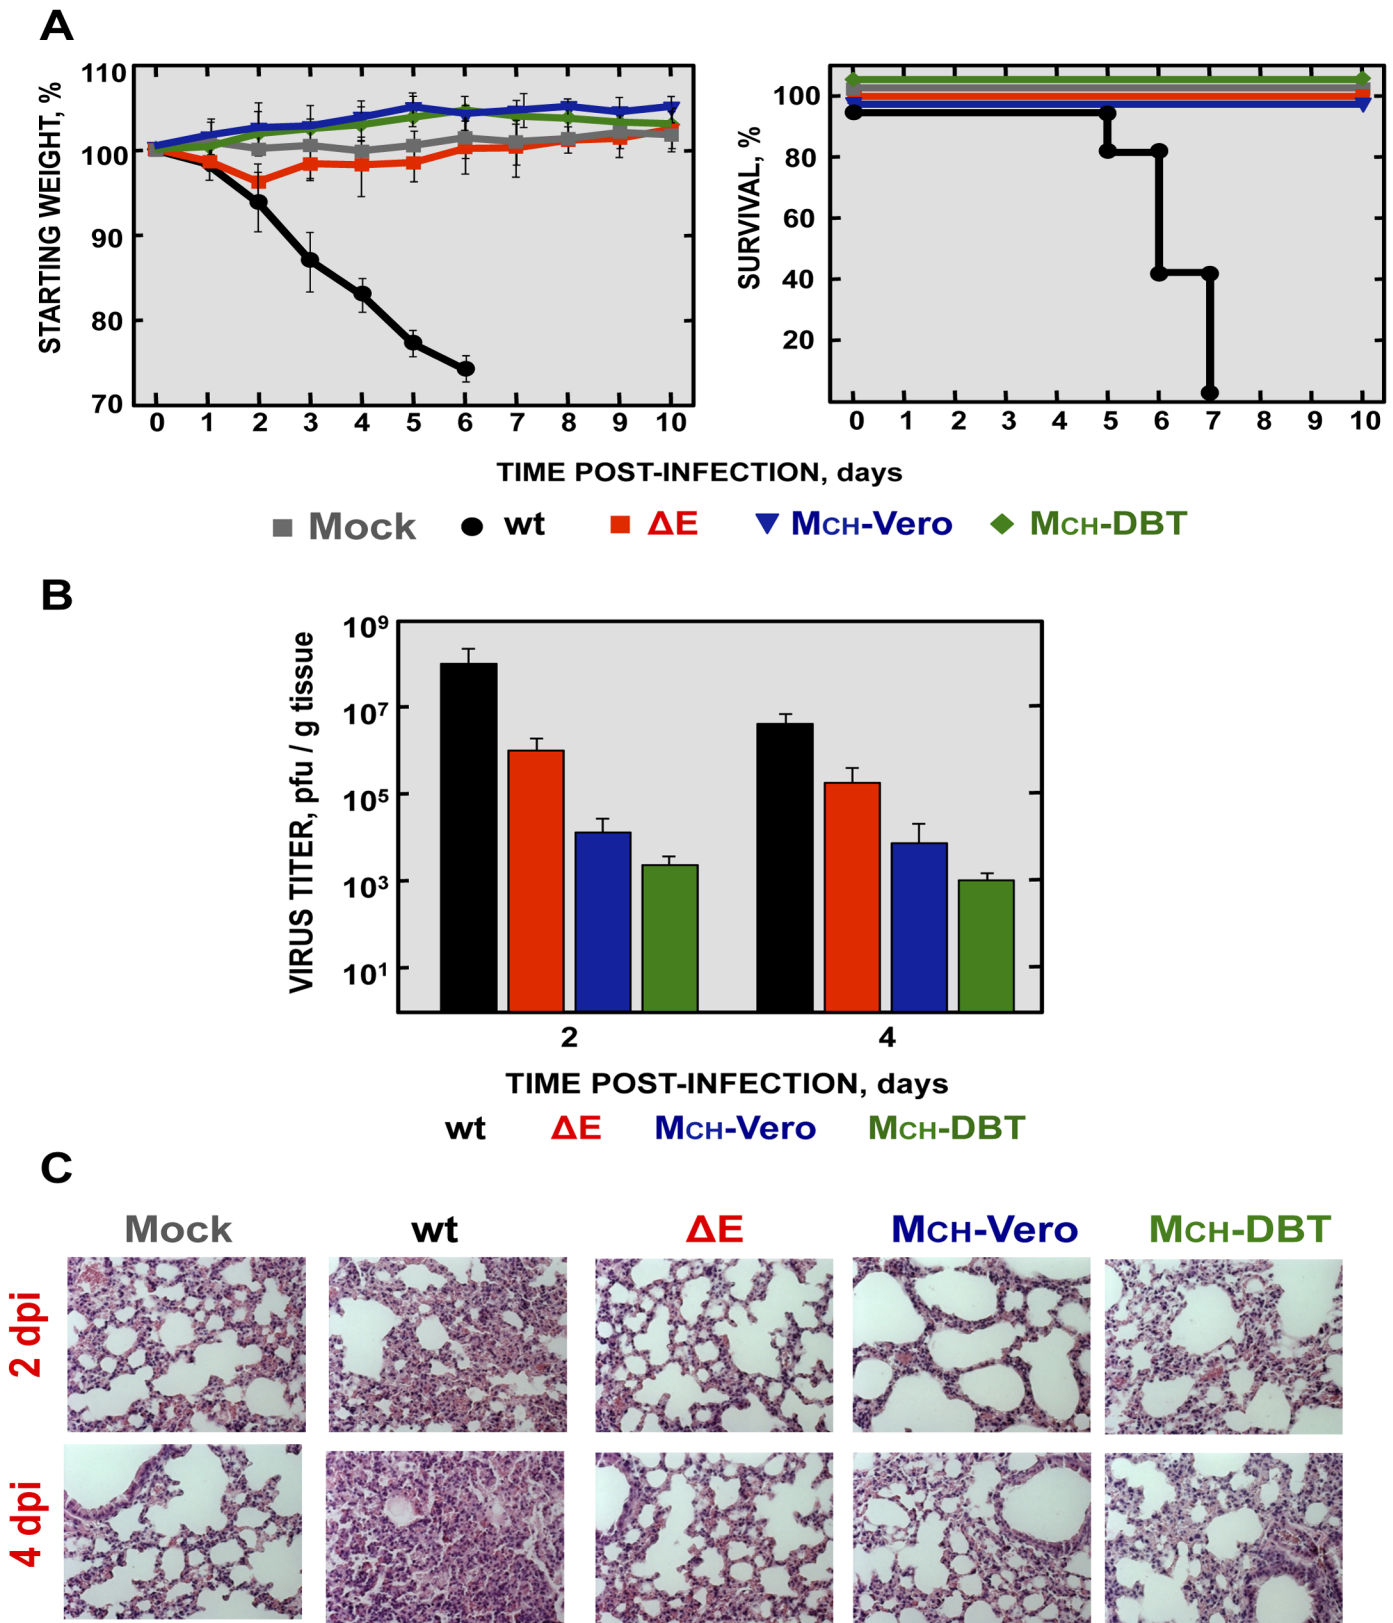 A
STARTING WEIGHT, %
110
100
90
80
70
0 1 2 3 4 5 6 7 8 9 10
SURVIVAL, %
100
80
60
40
20
0 1 2 3 4 5 6 7 8 9 10
TIME POST-INFECTION, days
Mock wt ΔE MCH-Vero MCH-DBT
B
VIRUS TITER, pfu / g tissue
10⁹
10⁷
10⁵
10³
10¹
2 4
TIME POST-INFECTION, days
wt ΔE MCH-Vero MCH-DBT
C
Mock wt ΔE MCH-Vero MCH-DBT
2 dpi
4 dpi